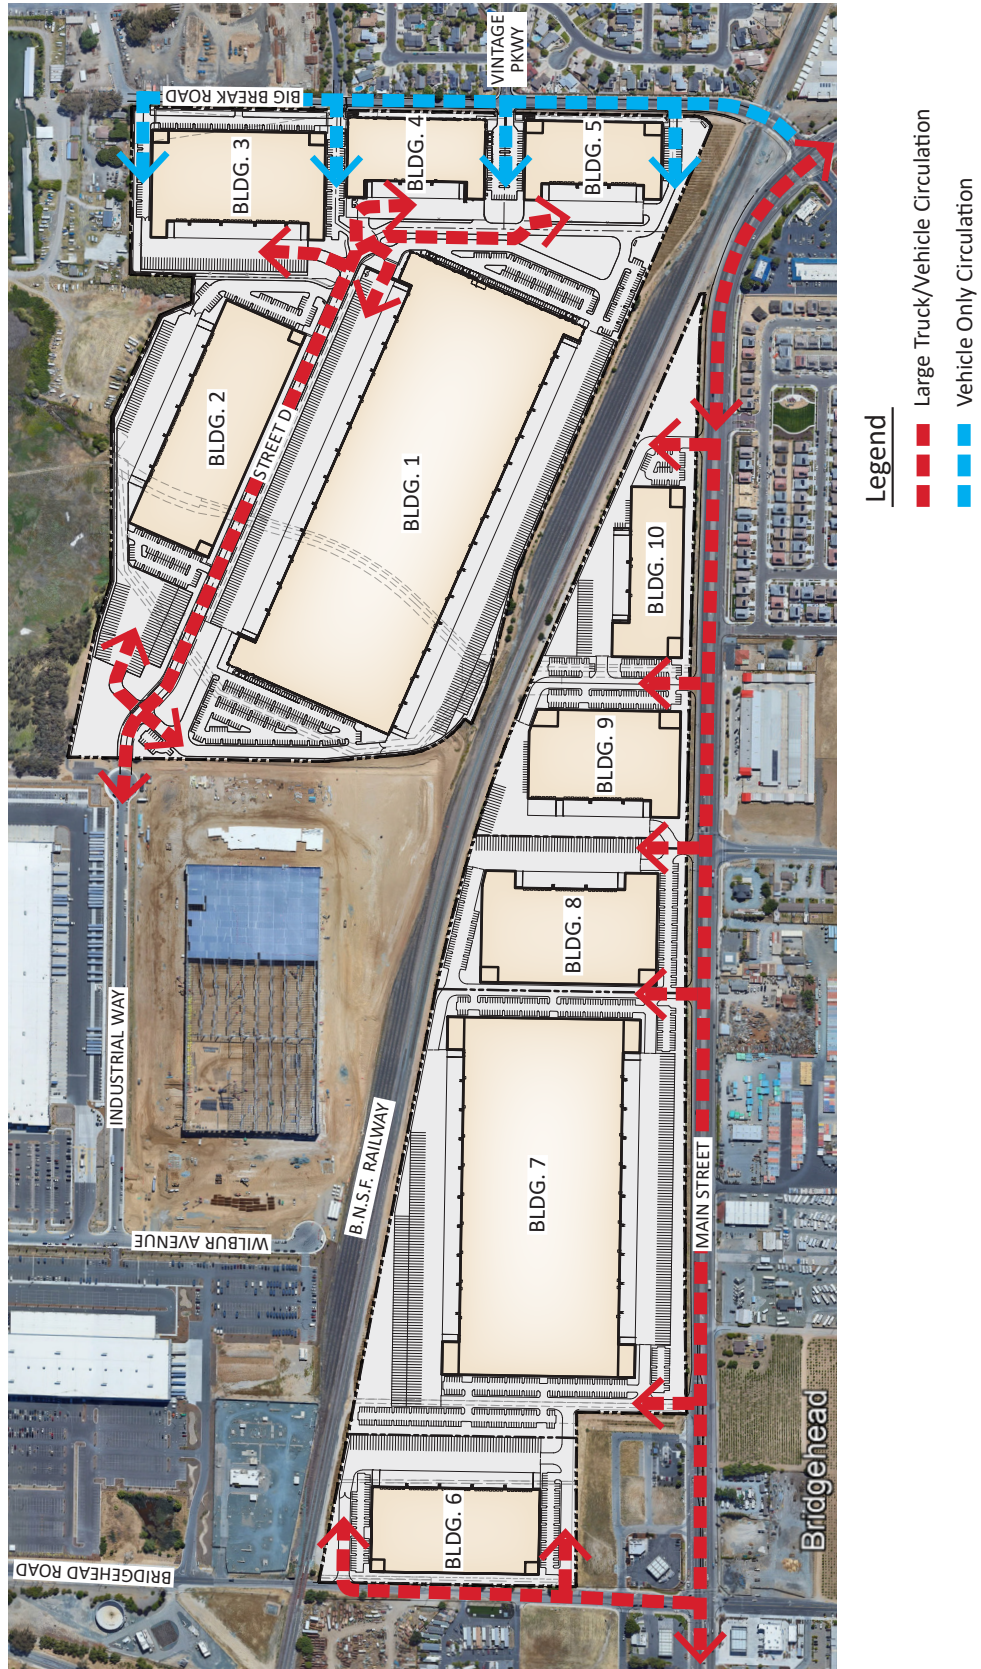 VINTAGE
PKWY
BIG BREAK ROAD
BLDG. 3
BLDG. 4
BLDG. 5
BLDG. 2
STREET D
BLDG. 1
BLDG. 10
BLDG. 9
BLDG. 8
INDUSTRIAL WAY
B.N.S.F. RAILWAY
BLDG. 7
MAIN STREET
WILBUR AVENUE
BLDG. 6
BRIDGEHEAD ROAD
Bridgehead
Legend
Large Truck/Vehicle Circulation
Vehicle Only Circulation